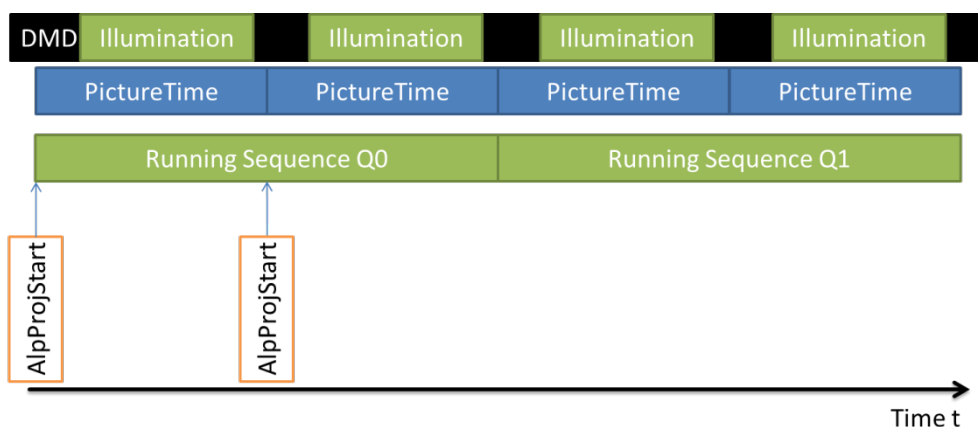 DMD Illumination Illumination Illumination Illumination
PictureTime PictureTime PictureTime PictureTime
Running Sequence Q0 Running Sequence Q1
AlpProjStart
AlpProjStart
Time t